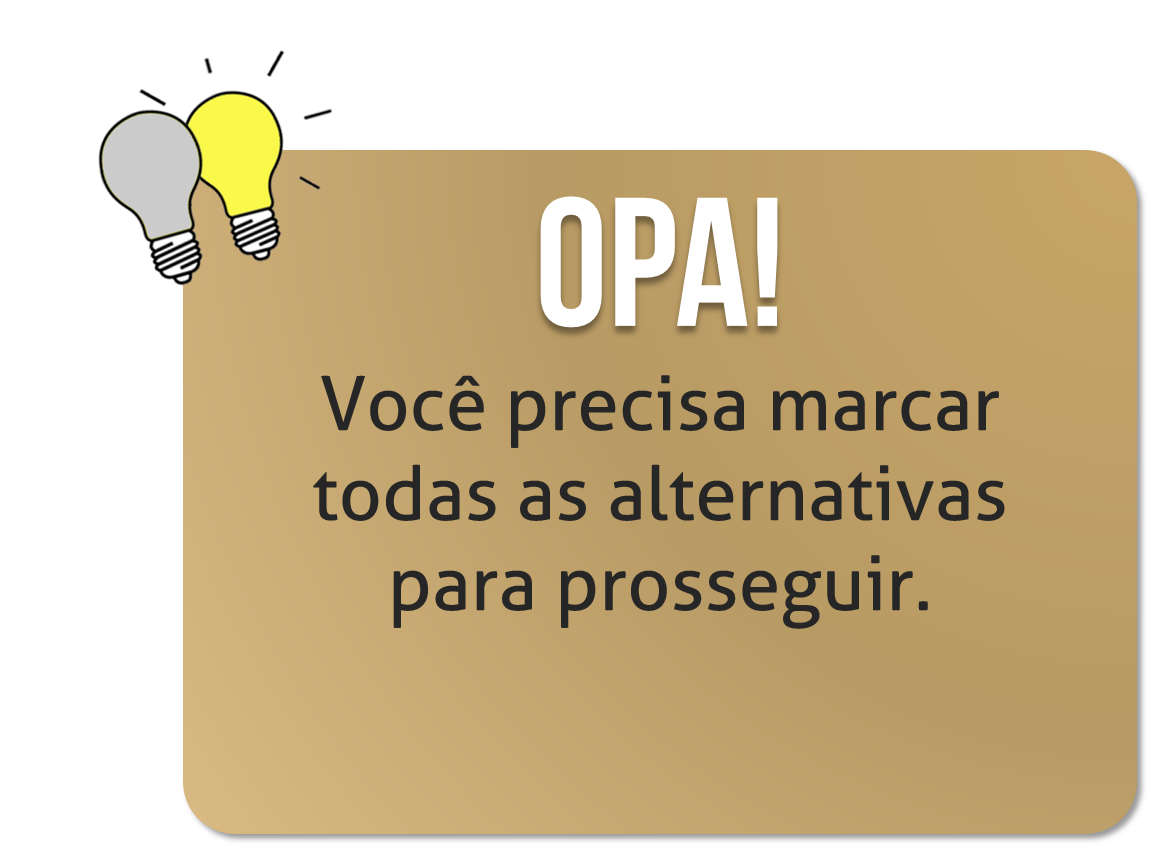 OPA!
Você precisa marcar
todas as alternativas
para prosseguir.